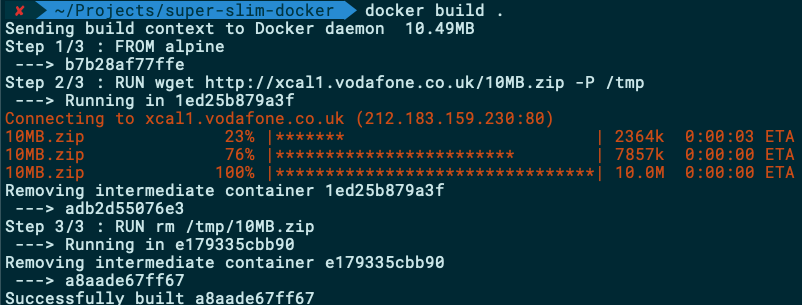 ✘ ~/Projects/super-slim-docker docker build .
Sending build context to Docker daemon  10.49MB
Step 1/3 : FROM alpine
 ---> b7b28af77ffe
Step 2/3 : RUN wget http://xcal1.vodafone.co.uk/10MB.zip -P /tmp
 ---> Running in 1ed25b879a3f
Connecting to xcal1.vodafone.co.uk (212.183.159.230:80)
10MB.zip              23% |*******                         |  2364k  0:00:03 ETA
10MB.zip              76% |************************        |  7857k  0:00:00 ETA
10MB.zip             100% |********************************|  10.0M  0:00:00 ETA
Removing intermediate container 1ed25b879a3f
 ---> adb2d55076e3
Step 3/3 : RUN rm /tmp/10MB.zip
 ---> Running in e179335cbb90
Removing intermediate container e179335cbb90
 ---> a8aade67ff67
Successfully built a8aade67ff67